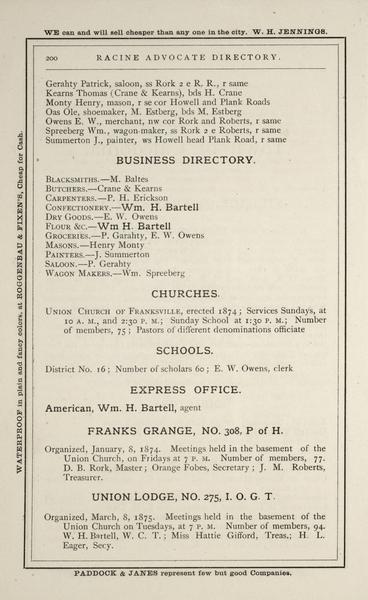 WE can and will sell cheaper than any one in the city. W. H. JENNINGS.
200 RACINE ADVOCATE DIRECTORY.
Gerahty Patrick, saloon, ss Rork 2 e R. R., r same
Kearns Thomas (Crane & Kearns), bds H. Crane
Monty Henry, mason, r se cor Howell and Plank Roads
Oas Ole, shoemaker, M. Estberg, bds M. Estberg
Owens E. W., merchant, nw cor Rork and Roberts, r same
Spreeberg Wm., wagon-maker, ss Rork 2 e Roberts, r same
Summerton J., painter, ws Howell head Plank Road, r same
BUSINESS DIRECTORY.
BLACKSMITHS.—M. Baltes
BUTCHERS.—Crane & Kearns
CARPENTERS.—P. H. Erickson
CONFECTIONERY.—Wm. H. Bartell
DRY GOODS.—E. W. Owens
FLOUR &C.—Wm H. Bartell
GROCERIES.—P. Garahty, E. W. Owens
MASONS.—Henry Monty
PAINTERS.—J. Summerton
SALOON.—P. Gerahty
WAGON MAKERS.—Wm. Spreeberg
CHURCHES.
UNION CHURCH OF FRANKSVILLE, erected 1874; Services Sundays, at
10 A. M., and 2:30 P. M.; Sunday School at 1:30 P. M.; Number
of members, 75; Pastors of different denominations officiate
SCHOOLS.
District No. 16; Number of scholars 60; E. W. Owens, clerk
EXPRESS OFFICE.
American, Wm. H. Bartell, agent
FRANKS GRANGE, NO. 308, P of H.
Organized, January, 8, 1874. Meetings held in the basement of the
Union Church, on Fridays at 7 P. M. Number of members, 77.
D. B. Rork, Master; Orange Fobes, Secretary; J. M. Roberts,
Treasurer.
UNION LODGE, NO. 275, I. O. G. T.
Organized, March, 8, 1875. Meetings held in the basement of the
Union Church on Tuesdays, at 7 P. M. Number of members, 94.
W. H. Bartell, W. C. T.; Miss Hattie Gifford, Treas.; H. L.
Eager, Secy.
PADDOCK & JANES represent few but good Companies.
WATERPROOF in plain and fancy colors, at ROGGENBAU & FIXEN'S, Cheap for Cash.